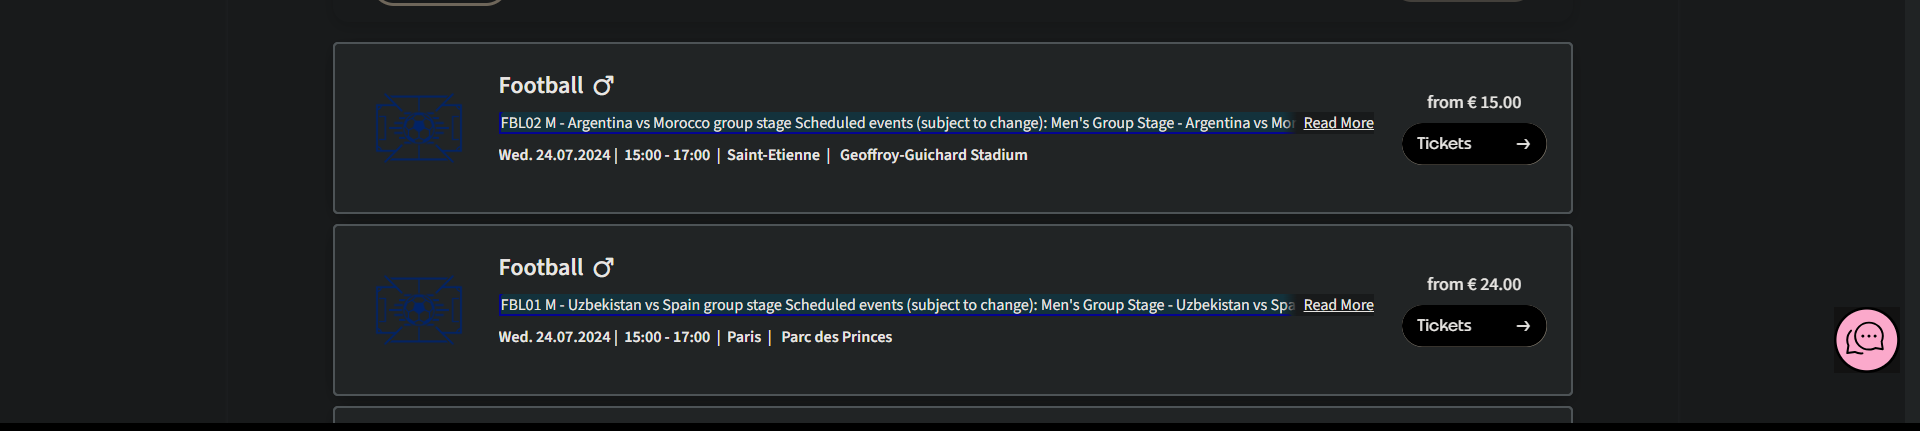 Football
FBL02 M - Argentina vs Morocco group stage Scheduled events (subject to change): Men's Group Stage - Argentina vs Mor Read More
Wed. 24.07.2024 | 15:00 - 17:00 | Saint-Etienne | Geoffroy-Guichard Stadium
from € 15.00
Tickets →
Football
FBL01 M - Uzbekistan vs Spain group stage Scheduled events (subject to change): Men's Group Stage - Uzbekistan vs Spa Read More
Wed. 24.07.2024 | 15:00 - 17:00 | Paris | Parc des Princes
from € 24.00
Tickets →